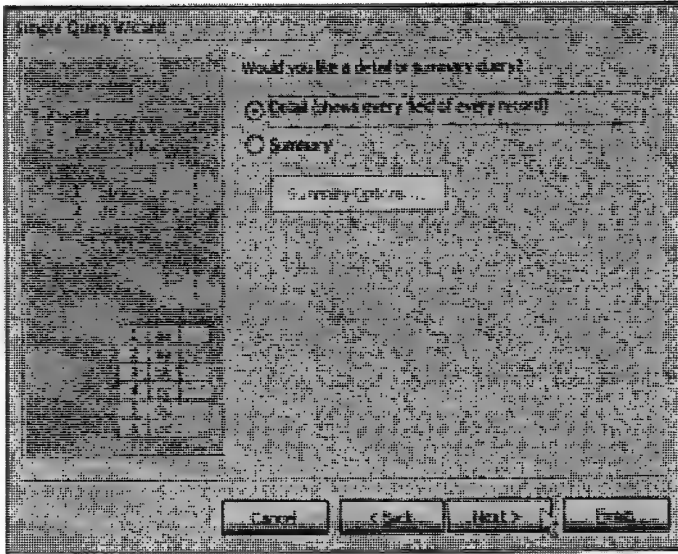 Simple Query Wizard
Would you like a detail or summary query?
Detail (shows every field of every record)
Summary
Summary Options...
Cancel
< Back
Next >
Finish